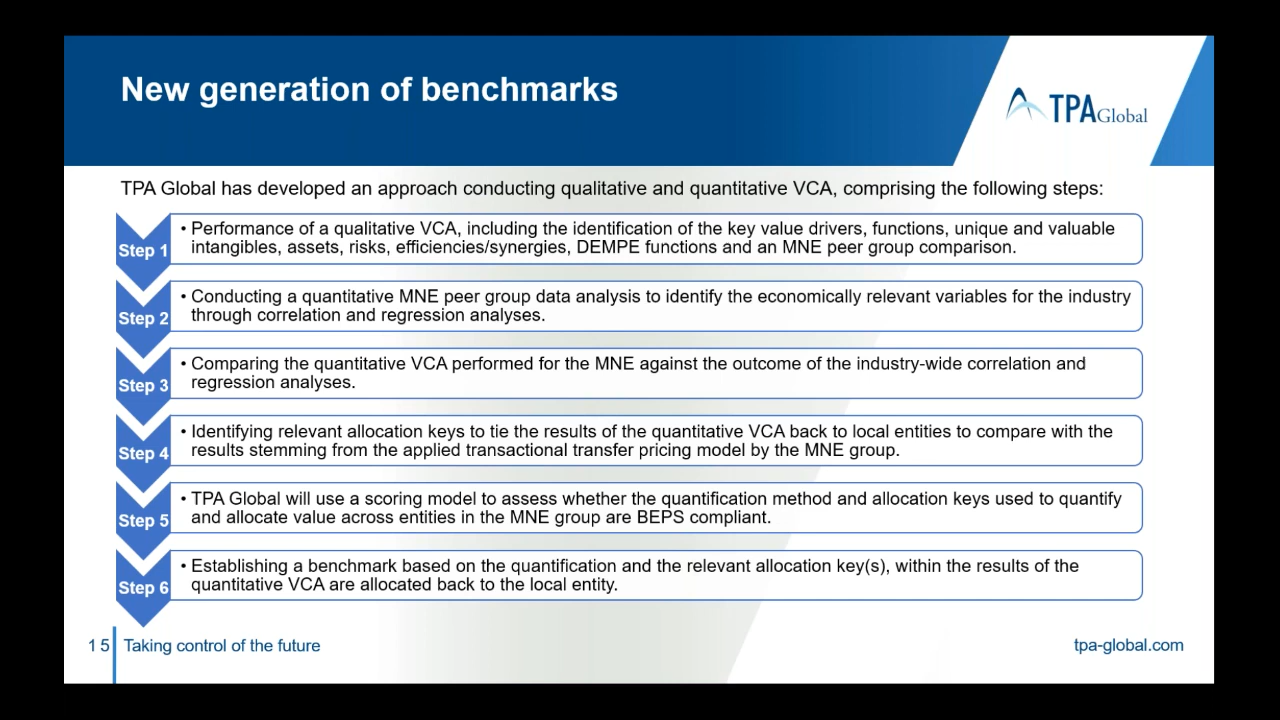 New generation of benchmarks
TPAGlobal
TPA Global has developed an approach conducting qualitative and quantitative VCA, comprising the following steps:
Step 1
• Performance of a qualitative VCA, including the identification of the key value drivers, functions, unique and valuable
intangibles, assets, risks, efficiencies/synergies, DEMPE functions and an MNE peer group comparison.
Step 2
• Conducting a quantitative MNE peer group data analysis to identify the economically relevant variables for the industry
through correlation and regression analyses.
Step 3
• Comparing the quantitative VCA performed for the MNE against the outcome of the industry-wide correlation and
regression analyses.
Step 4
• Identifying relevant allocation keys to tie the results of the quantitative VCA back to local entities to compare with the
results stemming from the applied transactional transfer pricing model by the MNE group.
Step 5
• TPA Global will use a scoring model to assess whether the quantification method and allocation keys used to quantify
and allocate value across entities in the MNE group are BEPS compliant.
Step 6
• Establishing a benchmark based on the quantification and the relevant allocation key(s), within the results of the
quantitative VCA are allocated back to the local entity.
15 Taking control of the future
tpa-global.com